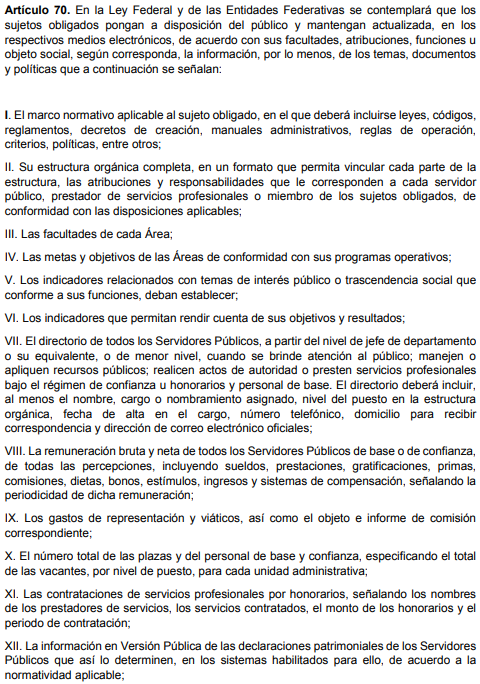 Artículo 70. En la Ley Federal y de las Entidades Federativas se contemplará que los
sujetos obligados pongan a disposición del público y mantengan actualizada, en los
respectivos medios electrónicos, de acuerdo con sus facultades, atribuciones, funciones u
objeto social, según corresponda, la información, por lo menos, de los temas, documentos
y políticas que a continuación se señalan:
I. El marco normativo aplicable al sujeto obligado, en el que deberá incluirse leyes, códigos,
reglamentos, decretos de creación, manuales administrativos, reglas de operación,
criterios, políticas, entre otros;
II. Su estructura orgánica completa, en un formato que permita vincular cada parte de la
estructura, las atribuciones y responsabilidades que le corresponden a cada servidor
público, prestador de servicios profesionales o miembro de los sujetos obligados, de
conformidad con las disposiciones aplicables;
III. Las facultades de cada Área;
IV. Las metas y objetivos de las Áreas de conformidad con sus programas operativos;
V. Los indicadores relacionados con temas de interés público o trascendencia social que
conforme a sus funciones, deban establecer;
VI. Los indicadores que permitan rendir cuenta de sus objetivos y resultados;
VII. El directorio de todos los Servidores Públicos, a partir del nivel de jefe de departamento
o su equivalente, o de menor nivel, cuando se brinde atención al público; manejen o
apliquen recursos públicos; realicen actos de autoridad o presten servicios profesionales
bajo el régimen de confianza u honorarios y personal de base. El directorio deberá incluir,
al menos el nombre, cargo o nombramiento asignado, nivel del puesto en la estructura
orgánica, fecha de alta en el cargo, número telefónico, domicilio para recibir
correspondencia y dirección de correo electrónico oficiales;
VIII. La remuneración bruta y neta de todos los Servidores Públicos de base o de confianza,
de todas las percepciones, incluyendo sueldos, prestaciones, gratificaciones, primas,
comisiones, dietas, bonos, estímulos, ingresos y sistemas de compensación, señalando la
periodicidad de dicha remuneración;
IX. Los gastos de representación y viáticos, así como el objeto e informe de comisión
correspondiente;
X. El número total de las plazas y del personal de base y confianza, especificando el total
de las vacantes, por nivel de puesto, para cada unidad administrativa;
XI. Las contrataciones de servicios profesionales por honorarios, señalando los nombres
de los prestadores de servicios, los servicios contratados, el monto de los honorarios y el
periodo de contratación;
XII. La información en Versión Pública de las declaraciones patrimoniales de los Servidores
Públicos que así lo determinen, en los sistemas habilitados para ello, de acuerdo a la
normatividad aplicable;